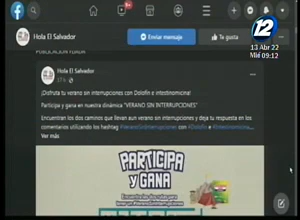 12
13 Abr 22
Mié 09:12
Hola El Salvador
Enviar mensaje
Te gusta
Hola El Salvador
¡Disfruta tu verano sin interrupciones con Dolofin e Intestinomicina!
Participa y gana en nuestra dinámica "VERANO SIN INTERRUPCIONES"
Encuentra los dos caminos que llevan a un verano sin interrupciones y deja tu respuesta en los
comentarios utilizando los hashtag
Ver más
PARTICIPA
Y GANA